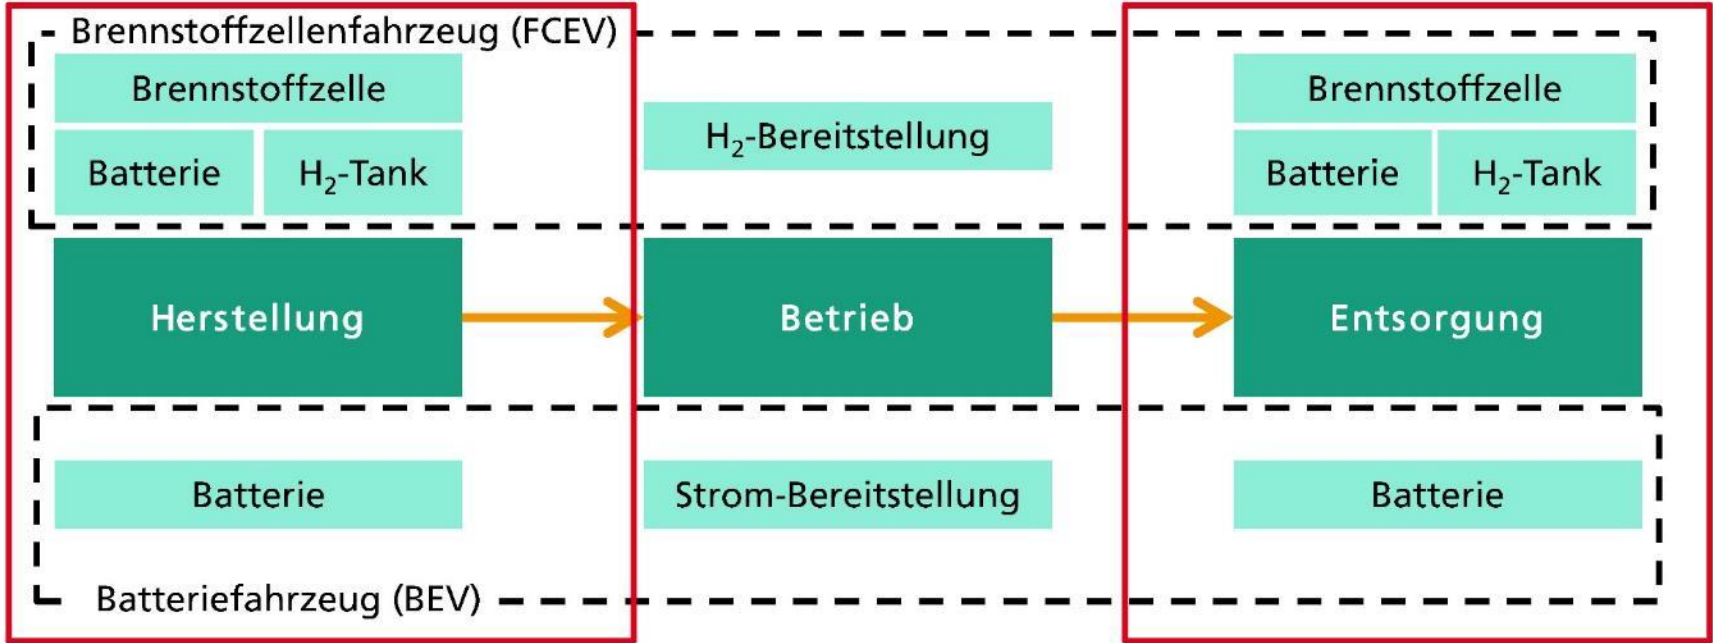 Brennstoffzellenfahrzeug (FCEV)
Brennstoffzelle
Batterie
H₂-Tank
H₂-Bereitstellung
Brennstoffzelle
Batterie
H₂-Tank
Herstellung
Betrieb
Entsorgung
Batterie
Strom-Bereitstellung
Batterie
Batteriefahrzeug (BEV)